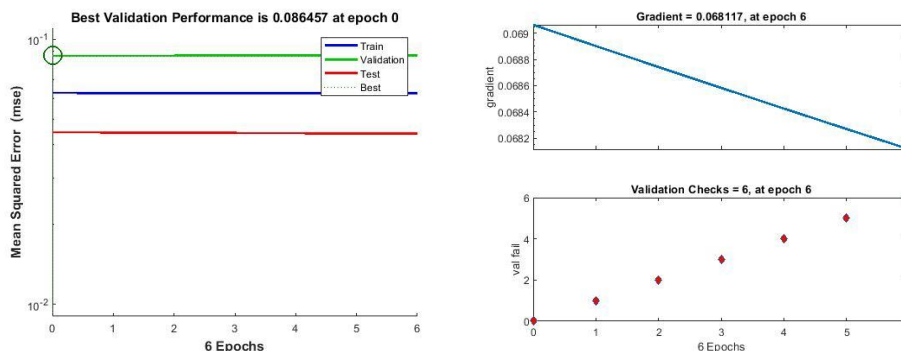 Best Validation Performance is 0.086457 at epoch 0
10-1
Train
Validation
Test
Best
Mean Squared Error (mse)
10-2
0 1 2 3 4 5 6
6 Epochs
Gradient = 0.068117, at epoch 6
0.069
0.0688
0.0686
0.0684
0.0682
gradient
Validation Checks = 6, at epoch 6
6
4
2
0
val fail
0 1 2 3 4 5
6 Epochs